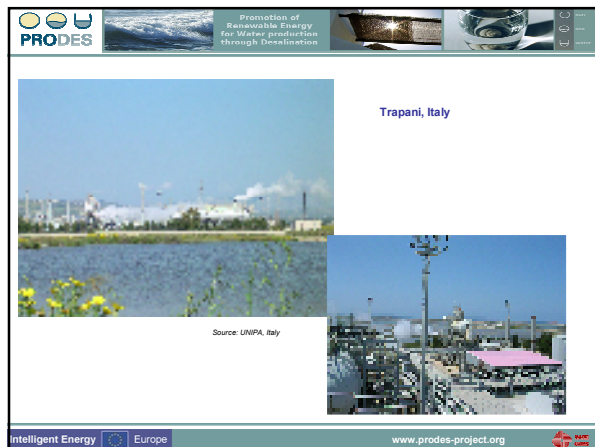 PRODES
Promotion of
Renewable Energy
for Water production
through Desalination
Trapani, Italy
Source: UNIPA, Italy
Intelligent Energy
Europe
www.prodes-project.org